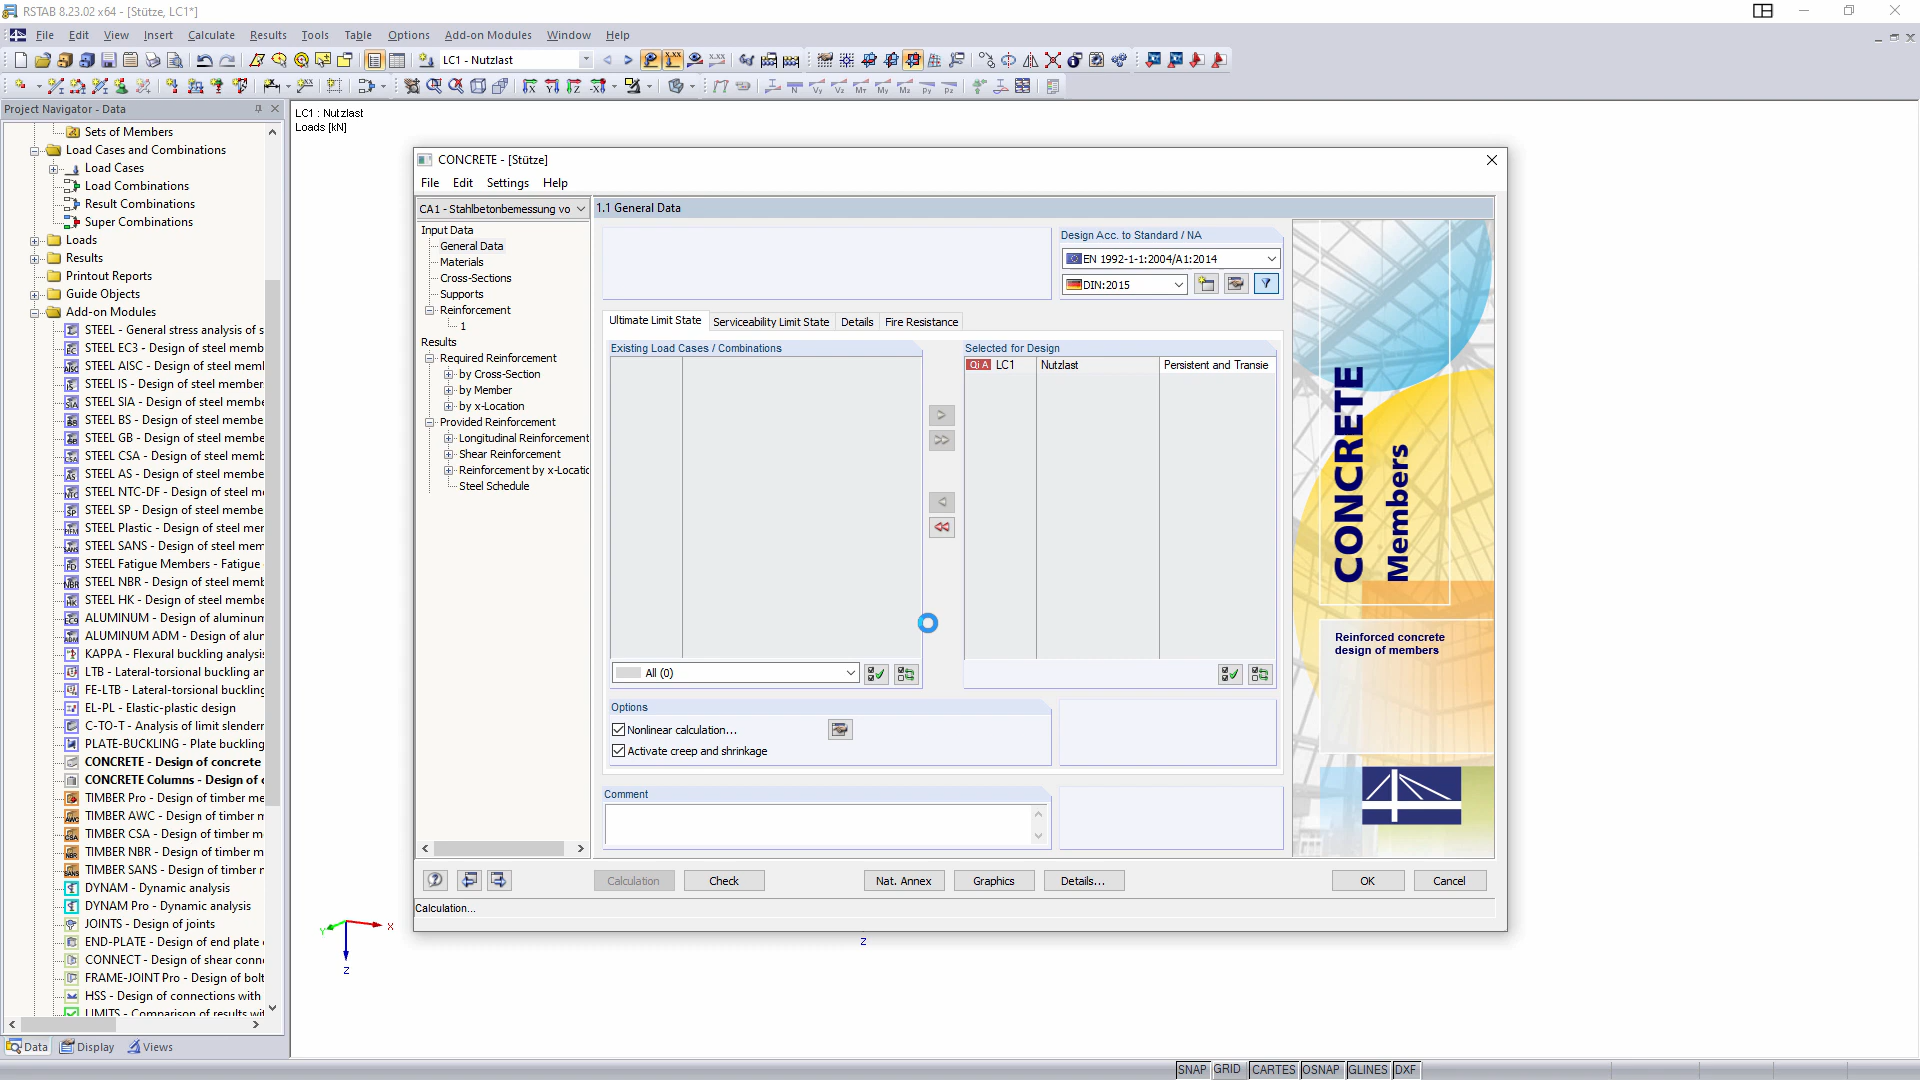 RSTAB 8.23.02 x64 - [Stütze, LC1*]
File Edit View Insert Calculate Results Tools Table Options Add-on Modules Window Help
LC1 - Nutzlast
Project Navigator - Data
Sets of Members
Load Cases and Combinations
Load Cases
Load Combinations
Result Combinations
Super Combinations
Loads
Results
Printout Reports
Guide Objects
Add-on Modules
STEEL - General stress analysis of s
STEEL EC3 - Design of steel memb
STEEL AISC - Design of steel mem
STEEL IS - Design of steel member
STEEL SIA - Design of steel membe
STEEL BS - Design of steel membe
STEEL GB - Design of steel membe
STEEL CSA - Design of steel memb
STEEL AS - Design of steel membe
STEEL NTC-DF - Design of steel m
STEEL SP - Design of steel membe
STEEL Plastic - Design of steel mer
STEEL SANS - Design of steel mem
STEEL Fatigue Members - Fatigue
STEEL NBR - Design of steel memb
STEEL HK - Design of steel membe
ALUMINUM - Design of aluminum
ALUMINUM ADM - Design of alur
KAPPA - Flexural buckling analysi
LTB - Lateral-torsional buckling an
FE-LTB - Lateral-torsional buckling
EL-PL - Elastic-plastic design
C-TO-T - Analysis of limit slenderr
PLATE-BUCKLING - Plate buckling
CONCRETE - Design of concrete
CONCRETE Columns - Design of
TIMBER Pro - Design of timber me
TIMBER AWC - Design of timber m
TIMBER CSA - Design of timber m
TIMBER NBR - Design of timber m
TIMBER SANS - Design of timber r
DYNAM - Dynamic analysis
DYNAM Pro - Dynamic analysis
JOINTS - Design of joints
END-PLATE - Design of end plate
CONNECT - Design of shear conn
FRAME-JOINT Pro - Design of bolt
HSS - Design of connections with
LIMITS - Comparison of results wi
Data Display Views
LC1 : Nutzlast
Loads [kN]
X
Y
Z
Z
CONCRETE - [Stütze]
File Edit Settings Help
CA1 - Stahlbetonbemessung vo
Input Data
General Data
Materials
Cross-Sections
Supports
Reinforcement
1
Results
Required Reinforcement
by Cross-Section
by Member
by x-Location
Provided Reinforcement
Longitudinal Reinforcement
Shear Reinforcement
Reinforcement by x-Locatio
Steel Schedule
1.1 General Data
Design Acc. to Standard / NA
EN 1992-1-1:2004/A1:2014
DIN:2015
Ultimate Limit State Serviceability Limit State Details Fire Resistance
Existing Load Cases / Combinations
Selected for Design
Qi A LC1 Nutzlast Persistent and Transie
All (0)
Options
Nonlinear calculation...
Activate creep and shrinkage
Comment
CONCRETE
Members
Reinforced concrete
design of members
Calculation Check Nat. Annex Graphics Details... OK Cancel
Calculation...
SNAP GRID CARTES OSNAP GLINES DXF